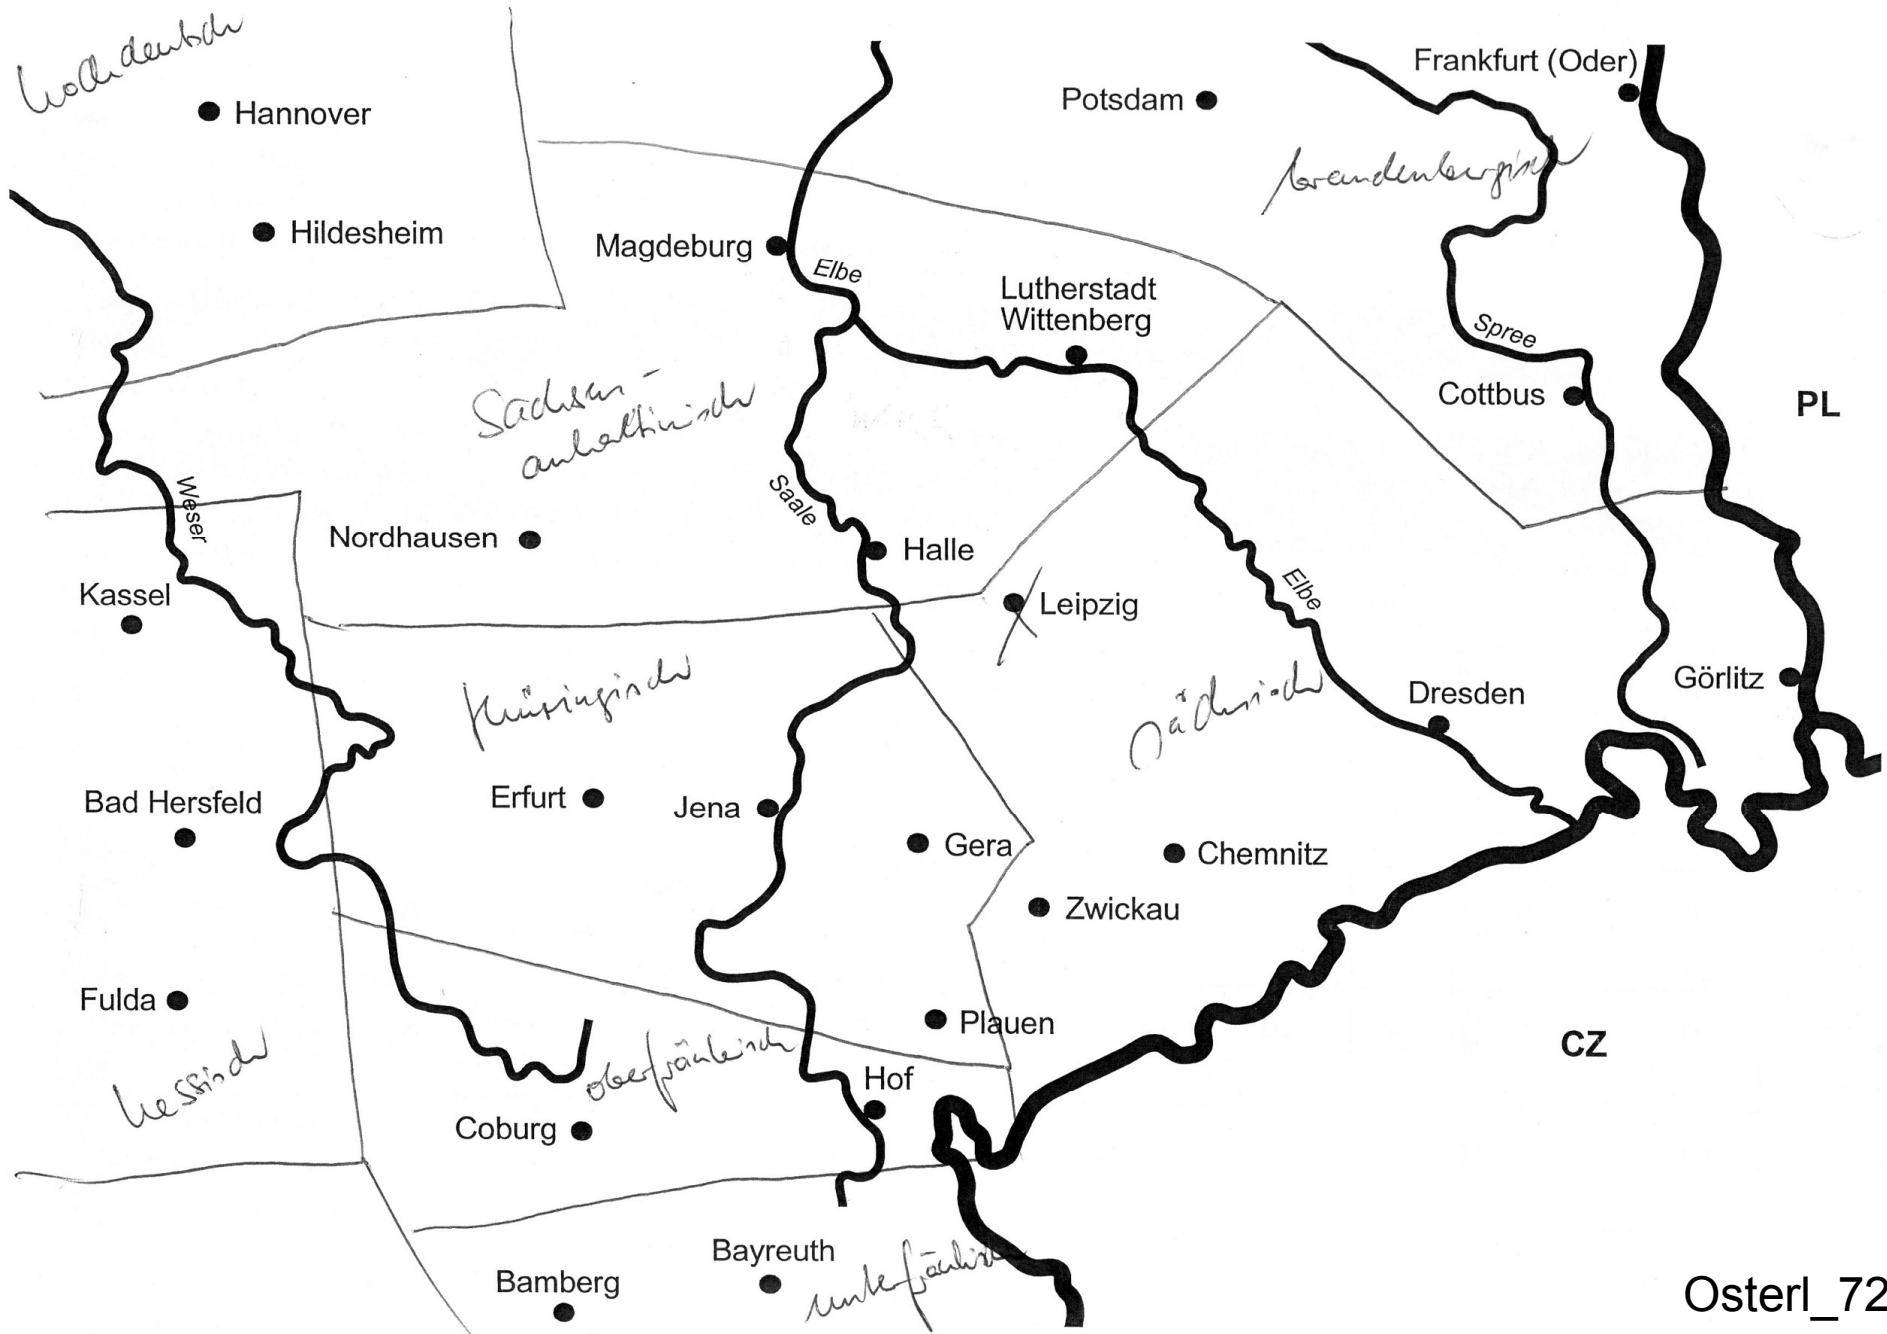 hochdeutsch
Frankfurt (Oder)
Potsdam
Hannover
brandenburgisch
Hildesheim
Magdeburg
Elbe
Lutherstadt
Wittenberg
Spree
Sachsen-
anhaltinisch
Cottbus
PL
Weser
Saale
Nordhausen
Halle
Kassel
Elbe
Leipzig
thüringisch
sächsisch
Görlitz
Dresden
Bad Hersfeld
Erfurt
Jena
Gera
Chemnitz
Zwickau
Fulda
Plauen
CZ
hessisch
oberfränkisch
Hof
Coburg
Bayreuth
unterfränkisch
Bamberg
Osterl_72